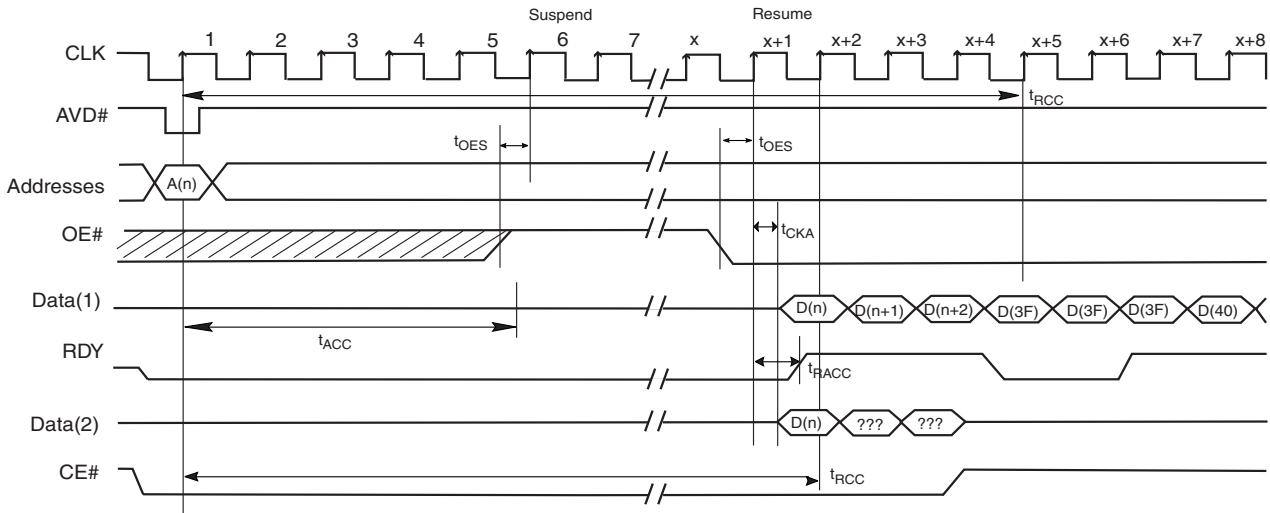 Suspend Resume
CLK 1 2 3 4 5 6 7 x x+1 x+2 x+3 x+4 x+5 x+6 x+7 x+8
tRCC
AVD#
tOES tOES
Addresses A(n)
OE# tCKA
Data(1) D(n) D(n+1) D(n+2) D(3F) D(3F) D(3F) D(40)
tACC
RDY tRACC
Data(2) D(n) ??? ???
CE# tRCC